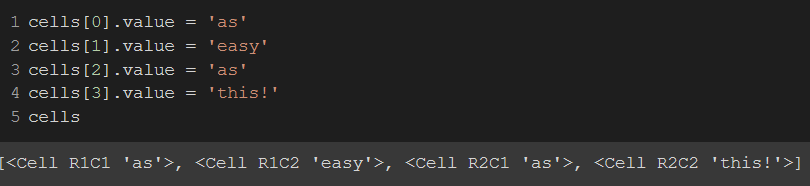 1 cells[0].value = 'as'
2 cells[1].value = 'easy'
3 cells[2].value = 'as'
4 cells[3].value = 'this!'
5 cells
[<Cell R1C1 'as'>, <Cell R1C2 'easy'>, <Cell R2C1 'as'>, <Cell R2C2 'this!'>]